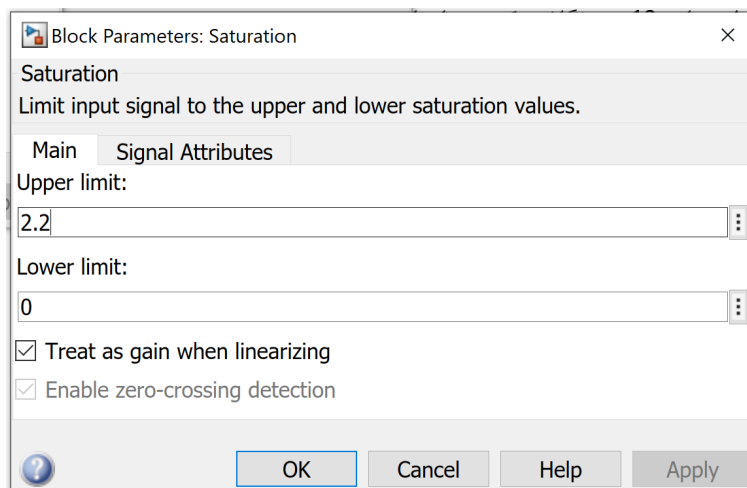 Block Parameters: Saturation
Saturation
Limit input signal to the upper and lower saturation values.
Main Signal Attributes
Upper limit:
2.2
Lower limit:
0
Treat as gain when linearizing
Enable zero-crossing detection
OK Cancel Help Apply